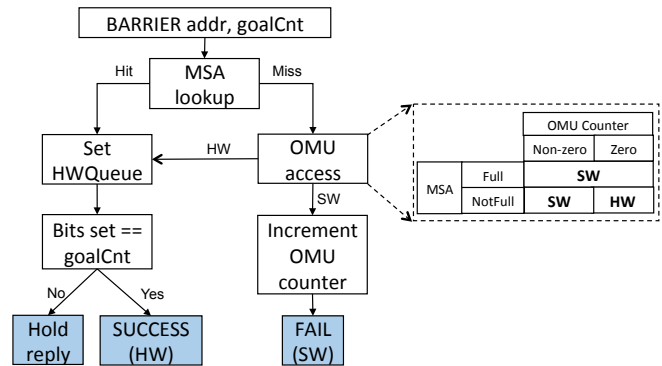 BARRIER addr, goalCnt
Hit
MSA
lookup
Miss
Set
HWQueue
HW
OMU
access
OMU Counter
Non-zero Zero
MSA
Full SW
NotFull SW HW
SW
Bits set ==
goalCnt
Increment
OMU
counter
No
Yes
Hold
reply
SUCCESS
(HW)
FAIL
(SW)